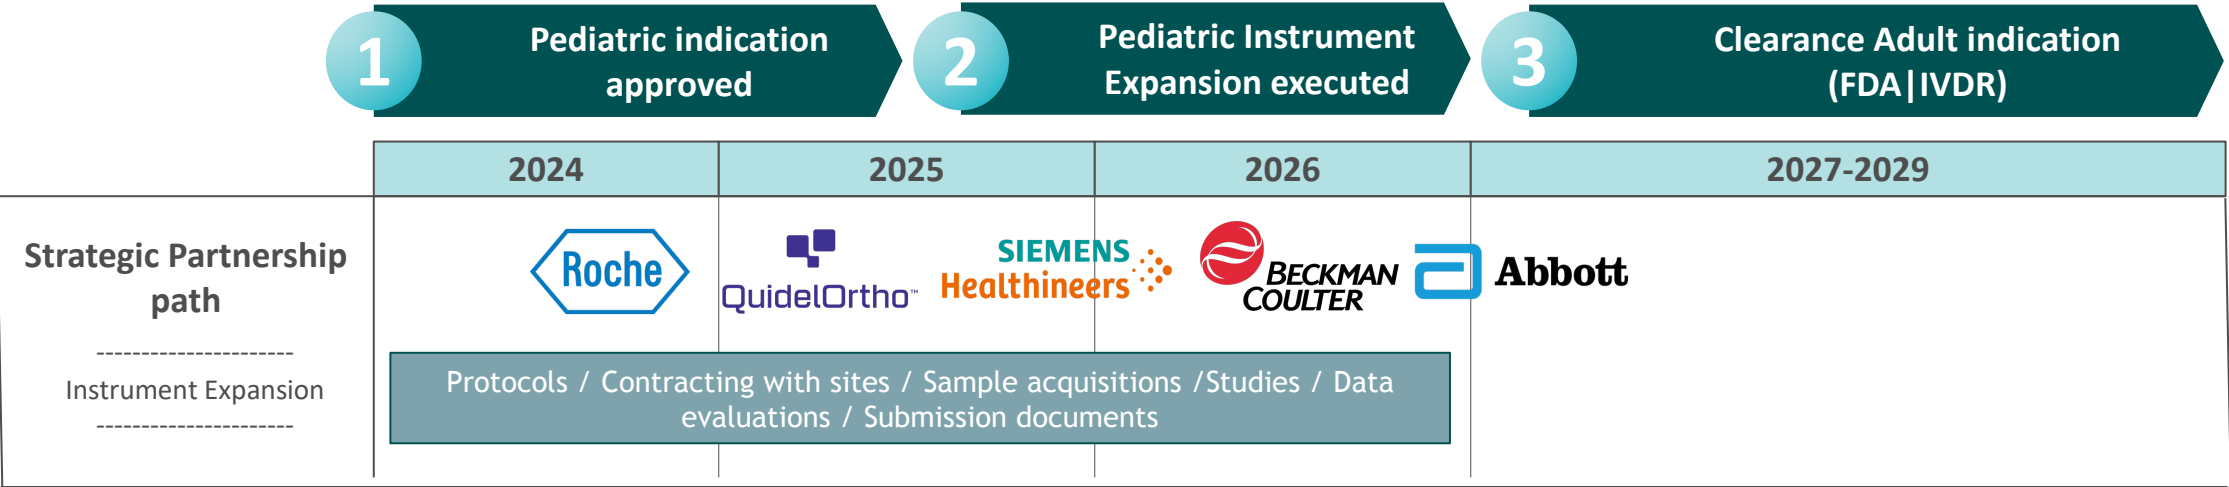 1
Pediatric indication
approved
2
Pediatric Instrument
Expansion executed
3
Clearance Adult indication
(FDA|IVDR)
2024
2025
2026
2027-2029
Strategic Partnership
path
----------------------
Instrument Expansion
----------------------
Roche
QuidelOrtho™
SIEMENS
Healthineers
BECKMAN
COULTER
Abbott
Protocols / Contracting with sites / Sample acquisitions /Studies / Data
evaluations / Submission documents